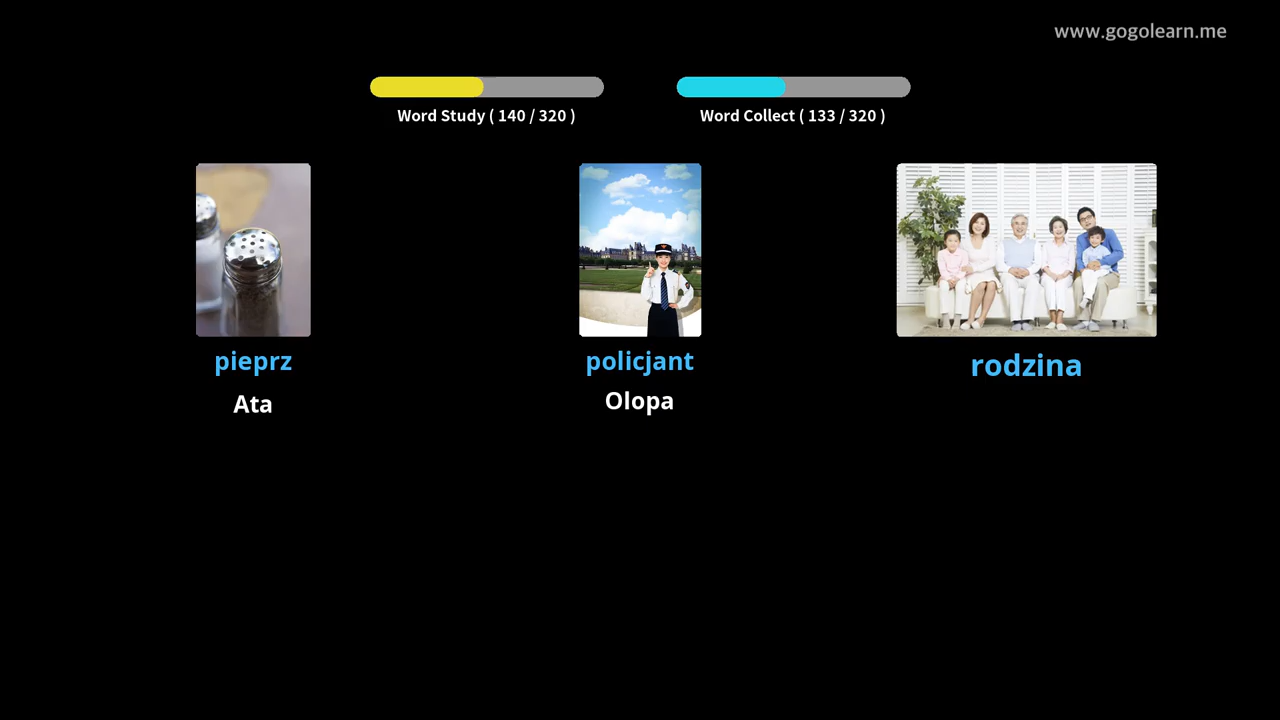 www.gogolearn.me
Word Study ( 140 / 320 )
Word Collect ( 133 / 320 )
pieprz
policjant
rodzina
Ata
Olopa